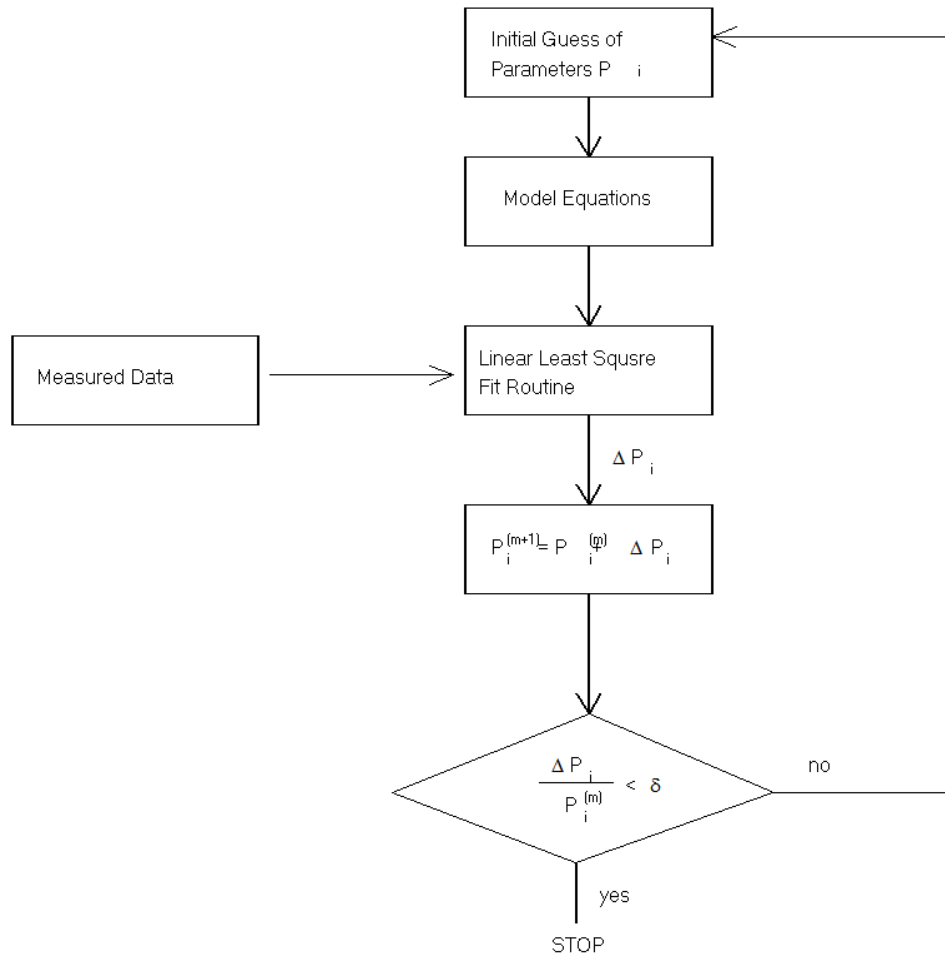 Initial Guess of
Parameters P i
Model Equations
Measured Data
Linear Least Squsre
Fit Routine
Δ P i
P i (m+1) = P i (m) + Δ P i
Δ P i
P i (m)
< δ
no
yes
STOP